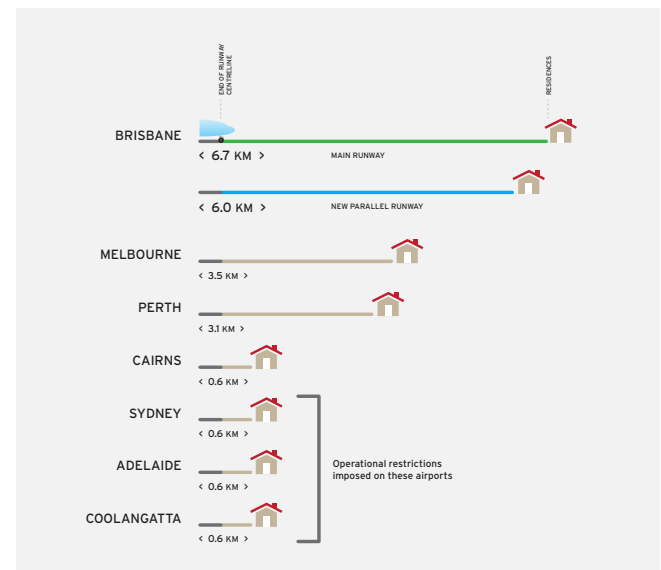 END OF RUNWAY
CENTRELINE
RESIDENCES
BRISBANE
< 6.7 KM >
MAIN RUNWAY
< 6.0 KM >
NEW PARALLEL RUNWAY
MELBOURNE
< 3.5 KM >
PERTH
< 3.1 KM >
CAIRNS
< 0.6 KM >
SYDNEY
< 0.6 KM >
ADELAIDE
< 0.6 KM >
Operational restrictions
imposed on these airports
COOLANGATTA
< 0.6 KM >